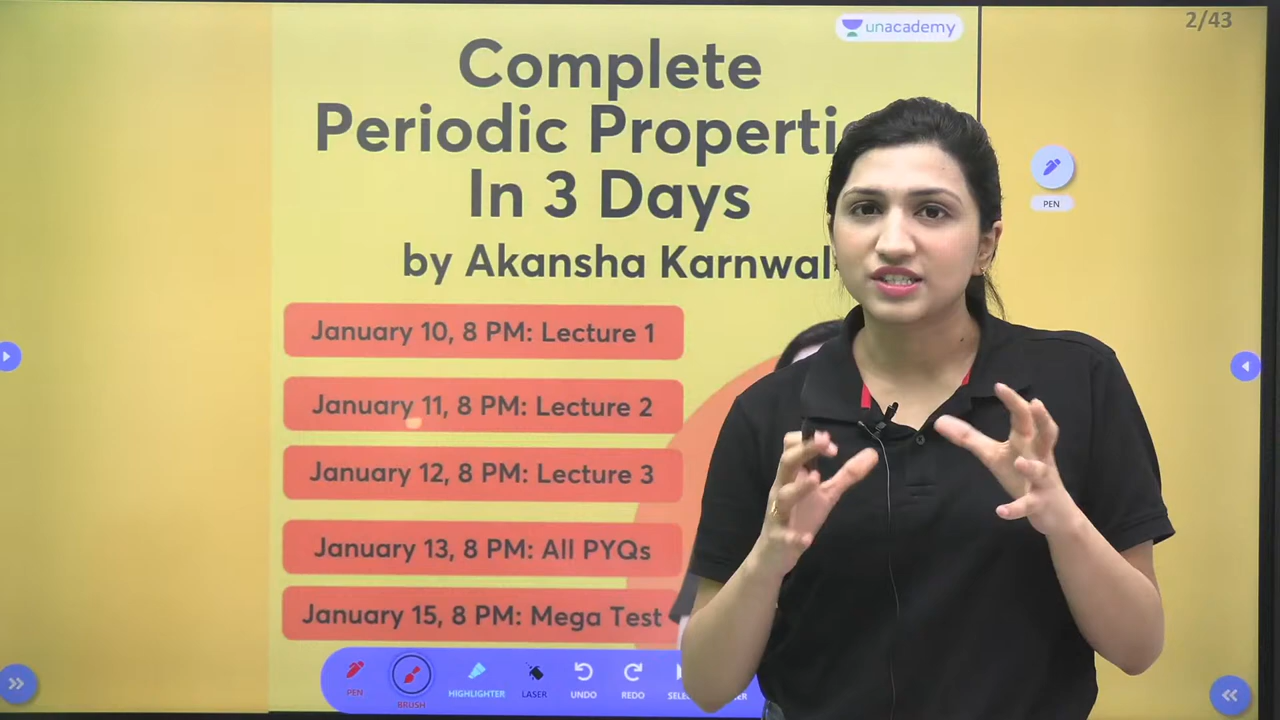 unacademy
2/43
Complete
Periodic Properti
In 3 Days
by Akansha Karnwal
January 10, 8 PM: Lecture 1
January 11, 8 PM: Lecture 2
January 12, 8 PM: Lecture 3
January 13, 8 PM: All PYQs
January 15, 8 PM: Mega Test
PEN
PEN
BRUSH
HIGHLIGHTER
LASER
UNDO
REDO